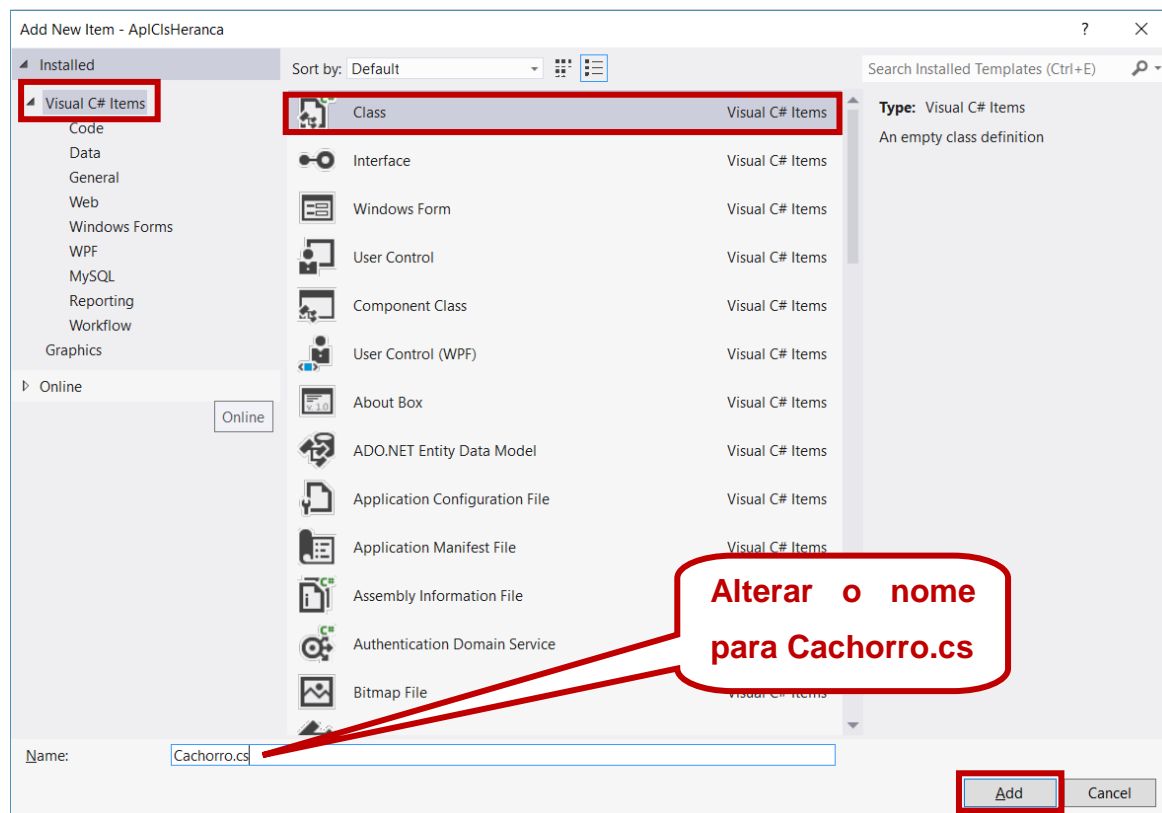 Add New Item - AplClsHeranca
?
Installed
Sort by: Default
Search Installed Templates (Ctrl+E)
Visual C# Items
Code
Data
General
Web
Windows Forms
WPF
MySQL
Reporting
Workflow
Graphics
Online
Online
Class Visual C# Items
Interface Visual C# Items
Windows Form Visual C# Items
User Control Visual C# Items
Component Class Visual C# Items
User Control (WPF) Visual C# Items
About Box Visual C# Items
ADO.NET Entity Data Model Visual C# Items
Application Configuration File Visual C# Items
Application Manifest File Visual C# Items
Assembly Information File
Authentication Domain Service
Bitmap File Visual C# Items
Type: Visual C# Items
An empty class definition
Alterar o nome
para Cachorro.cs
Name: Cachorro.cs
Add Cancel